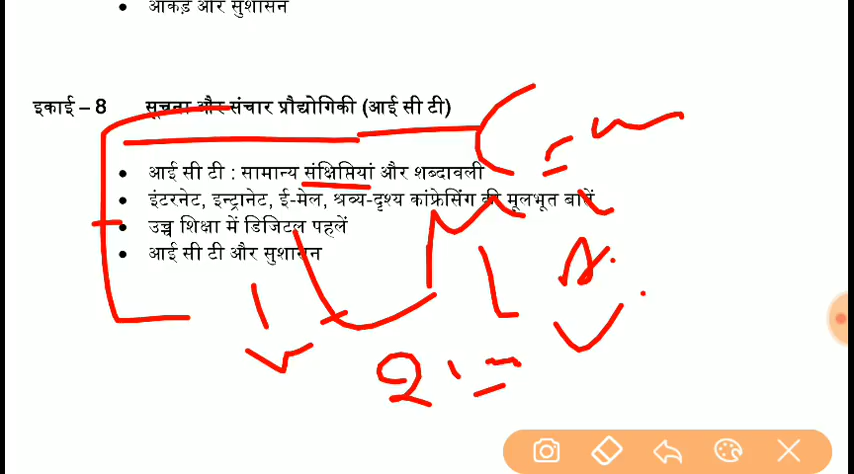 • आंकड़े और सुशासन
इकाई – 8 सूचना और संचार प्रौद्योगिकी (आई सी टी)
• आई सी टी : सामान्य संक्षिप्तियां और शब्दावली
• इंटरनेट, इन्ट्रानेट, ई-मेल, श्रव्य-दृश्य कांफ्रेसिंग की मूलभूत बातें
• उच्च शिक्षा में डिजिटल पहलें
• आई सी टी और सुशासन